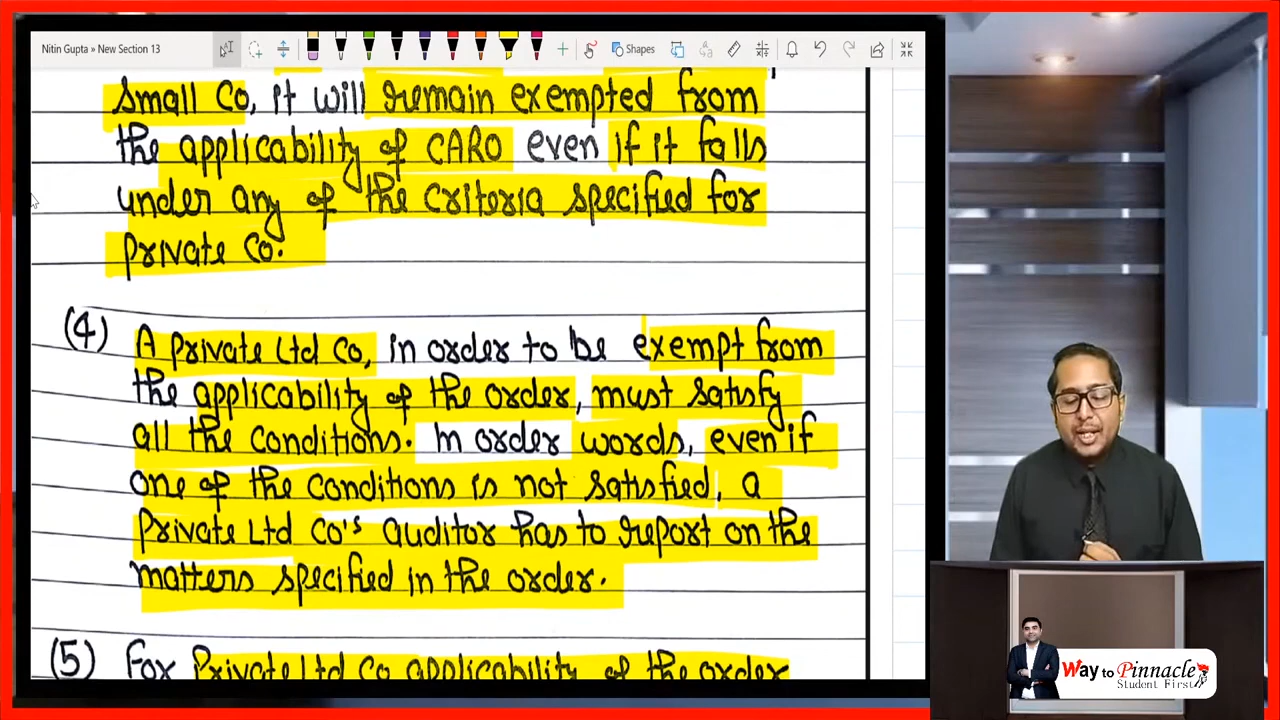 Nitin Gupta » New Section 13
Shapes
Small Co, it will remain exempted from
the applicability of CARO even if it falls
under any of the criteria specified for
private Co.
(4) A private Ltd Co, in order to be exempt from
the applicability of the order, must satisfy
all the conditions. In order words, even if
one of the conditions is not satisfied, a
Private Ltd Co's auditor has to report on the
matters specified in the order.
(5) For Private Ltd Co applicability of the order
Way to Pinnacle
Student First